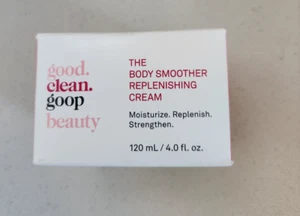 good.
clean.
goop
beauty
THE
BODY SMOOTHER
REPLENISHING
CREAM
Moisturize. Replenish.
Strengthen.
120 mL / 4.0 fl. oz.